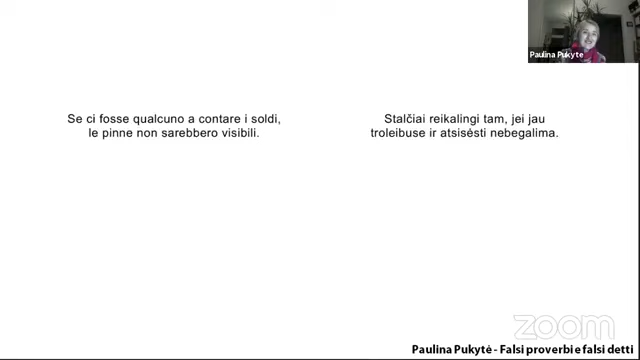 Paulina Pukyte
Se ci fosse qualcuno a contare i soldi,
le pinne non sarebbero visibili.
Stalčiai reikalingi tam, jei jau
troleibuse ir atsisėsti nebegalima.
zoom
Paulina Pukytė - Falsi proverbi e falsi detti